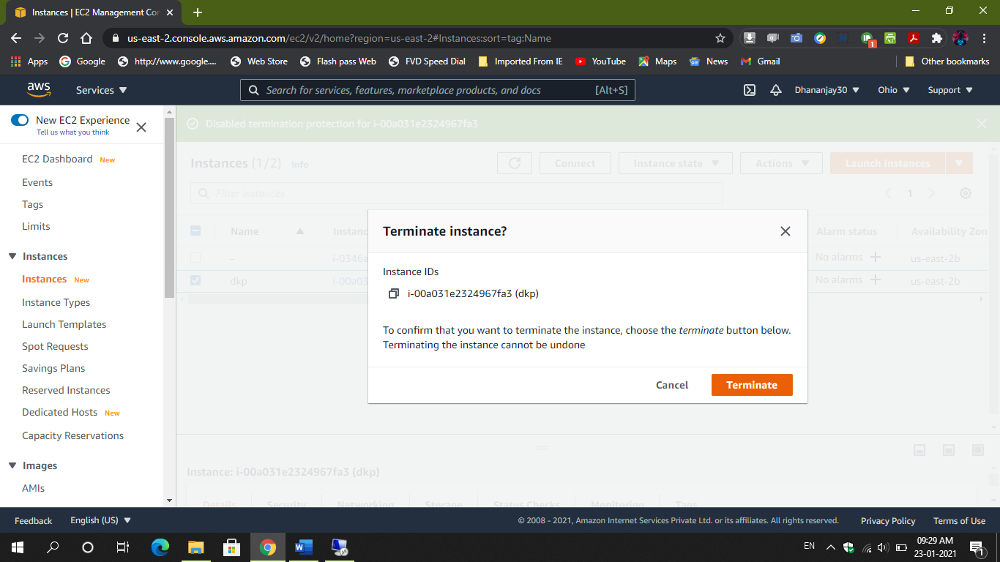 Instances | EC2 Management Con
us-east-2.console.aws.amazon.com/ec2/v2/home?region=us-east-2#Instances:sort=tag:Name
Apps Google http://www.google.... Web Store Flash pass Web FVD Speed Dial Imported From IE YouTube Maps News Gmail Other bookmarks
aws Services Search for services, features, marketplace products, and docs [Alt+S] Dhananjay30 Ohio Support
New EC2 Experience
Tell us what you think
EC2 Dashboard New
Events
Tags
Limits
Instances
Instances New
Instance Types
Launch Templates
Spot Requests
Savings Plans
Reserved Instances
Dedicated Hosts New
Capacity Reservations
Images
AMIs
Disabled termination protection for i-00a031e2324967fa3
Instances (1/2) Info Connect Instance state Actions Launch instances
Filter instances 1
Name Instanc Alarm status Availability Zon
– i-0346a No alarms us-east-2b
dkp i-00a03 No alarms us-east-2b
Terminate instance?
Instance IDs
i-00a031e2324967fa3 (dkp)
To confirm that you want to terminate the instance, choose the terminate button below.
Terminating the instance cannot be undone
Cancel Terminate
Instance: i-00a031e2324967fa3 (dkp)
Details Security Networking Storage Status Checks Monitoring Tags
Feedback English (US) © 2008 - 2021, Amazon Internet Services Private Ltd. or its affiliates. All rights reserved. Privacy Policy Terms of Use
EN 09:29 AM
23-01-2021
1